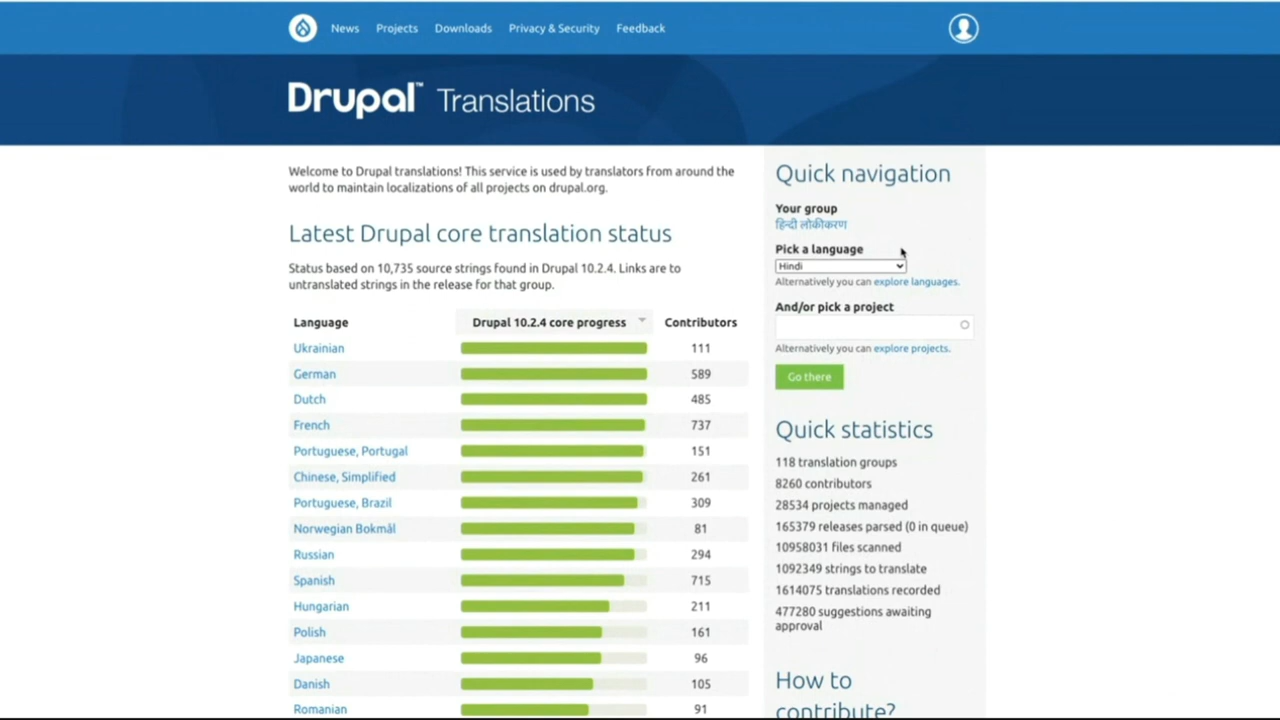 News Projects Downloads Privacy & Security Feedback
Drupal™ Translations
Welcome to Drupal translations! This service is used by translators from around the
world to maintain localizations of all projects on drupal.org.
Latest Drupal core translation status
Status based on 10,735 source strings found in Drupal 10.2.4. Links are to
untranslated strings in the release for that group.
Language Drupal 10.2.4 core progress Contributors
Ukrainian 111
German 589
Dutch 485
French 737
Portuguese, Portugal 151
Chinese, Simplified 261
Portuguese, Brazil 309
Norwegian Bokmål 81
Russian 294
Spanish 715
Hungarian 211
Polish 161
Japanese 96
Danish 105
Romanian 91
Quick navigation
Your group
हिन्दी लोकीकरण
Pick a language
Hindi
Alternatively you can explore languages.
And/or pick a project
Alternatively you can explore projects.
Go there
Quick statistics
118 translation groups
8260 contributors
28534 projects managed
165379 releases parsed (0 in queue)
10958031 files scanned
1092349 strings to translate
1614075 translations recorded
477280 suggestions awaiting
approval
How to
contribute?